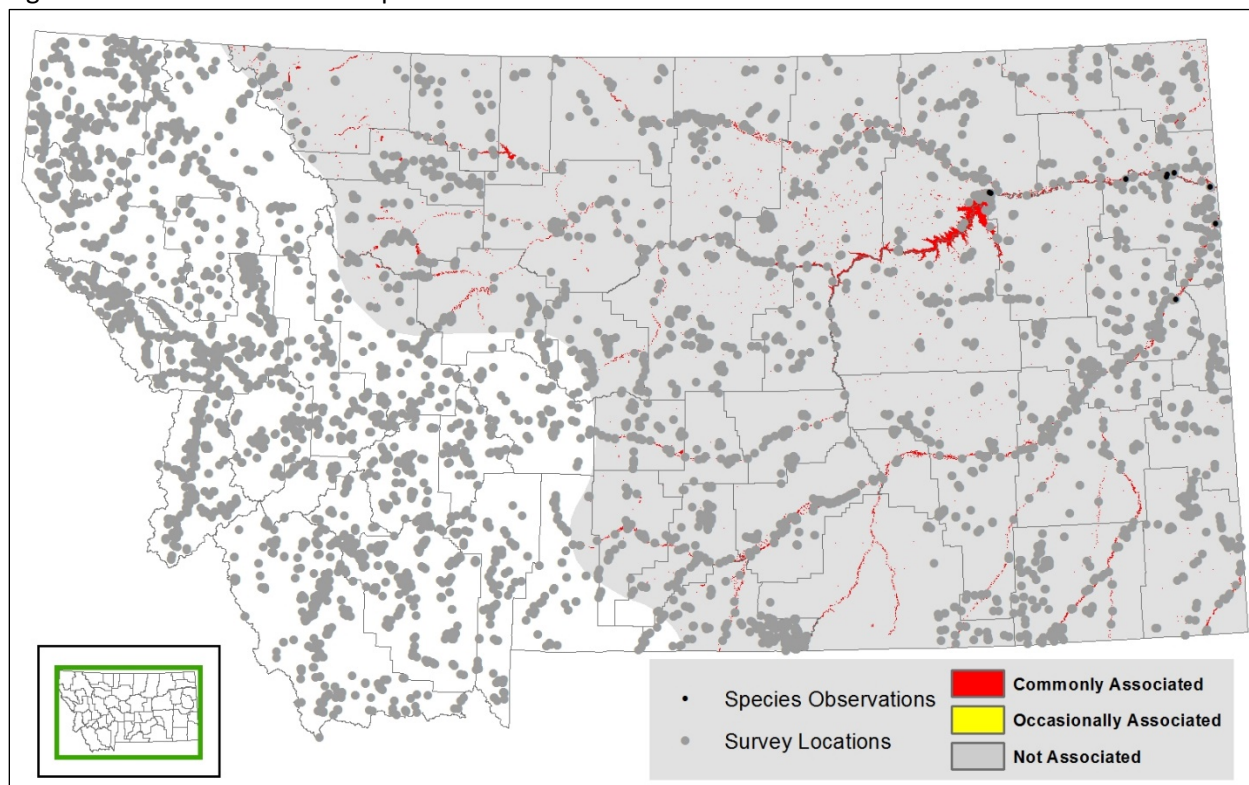 Species Observations
Survey Locations
Commonly Associated
Occasionally Associated
Not Associated